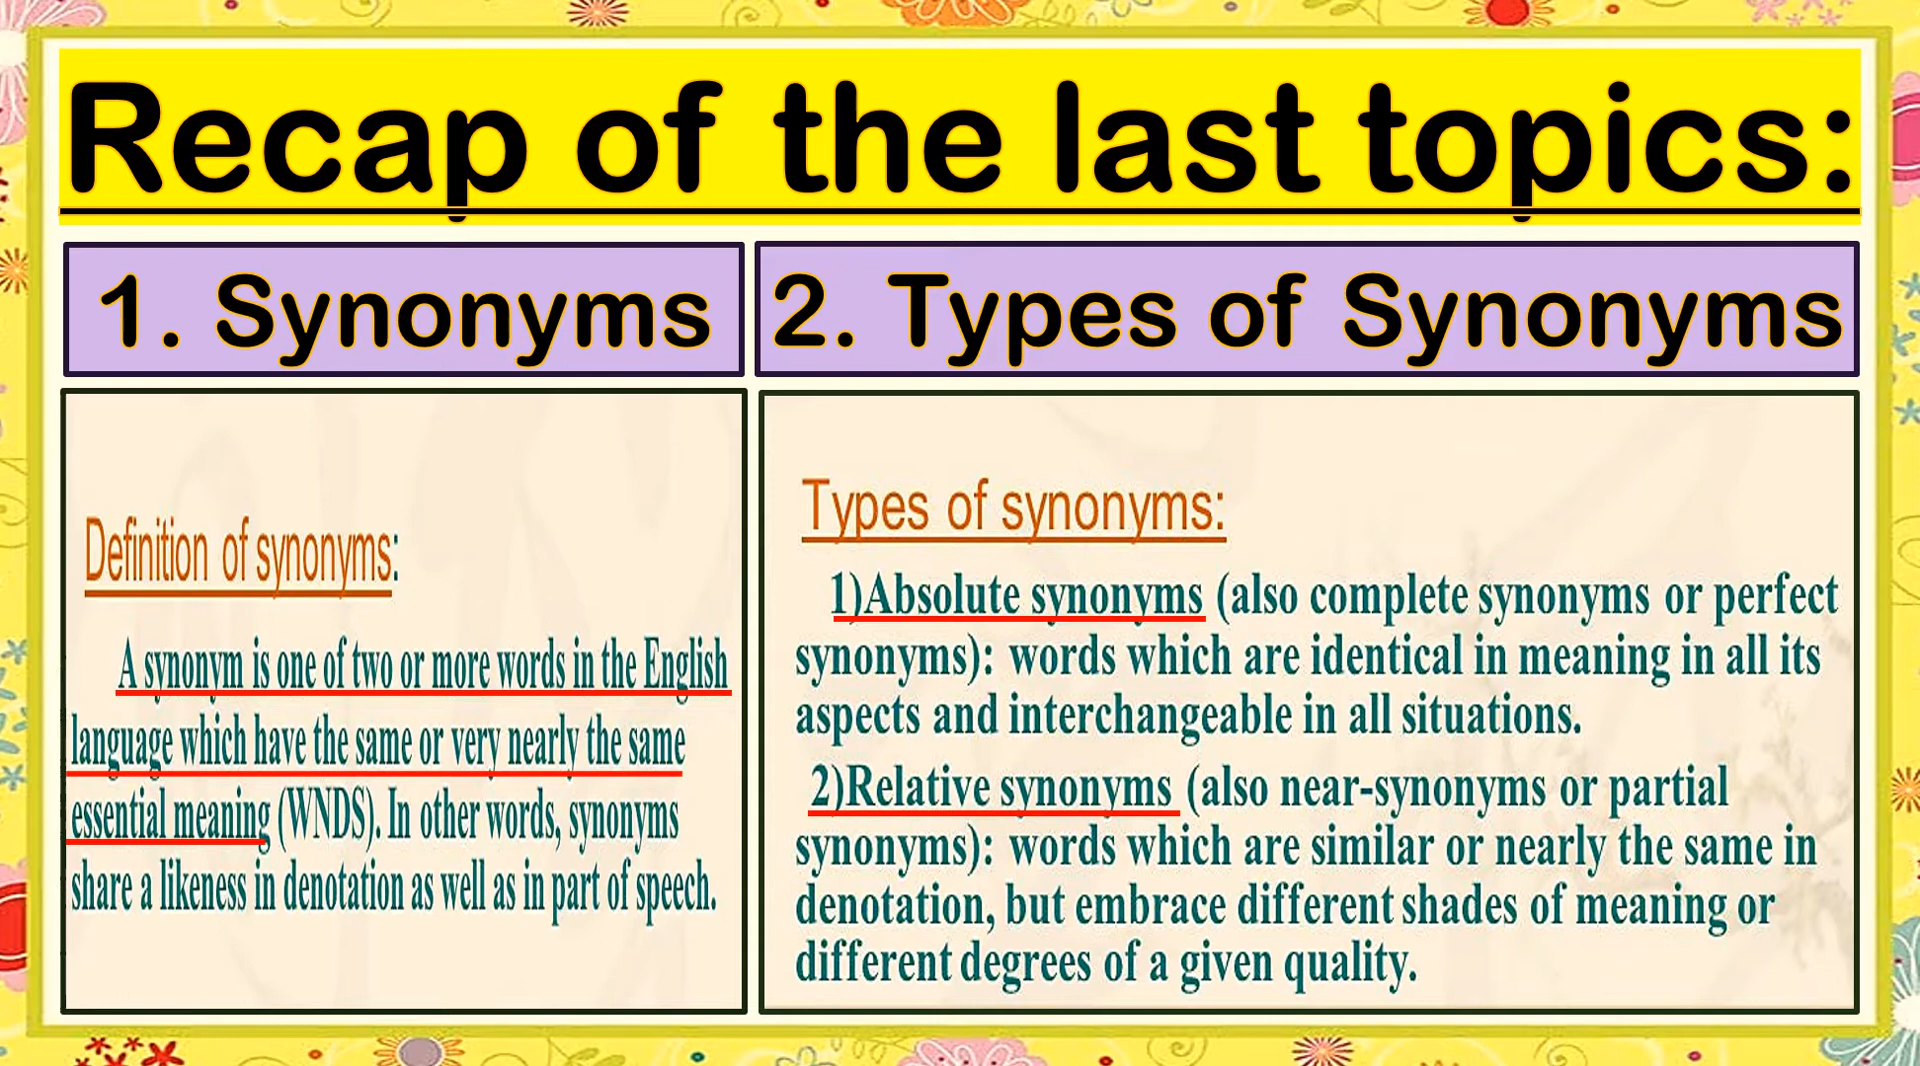 Recap of the last topics:
1. Synonyms
2. Types of Synonyms
Definition of synonyms:
A synonym is one of two or more words in the English
language which have the same or very nearly the same
essential meaning (WNDS). In other words, synonyms
share a likeness in denotation as well as in part of speech.
Types of synonyms:
1)Absolute synonyms (also complete synonyms or perfect
synonyms): words which are identical in meaning in all its
aspects and interchangeable in all situations.
2)Relative synonyms (also near-synonyms or partial
synonyms): words which are similar or nearly the same in
denotation, but embrace different shades of meaning or
different degrees of a given quality.